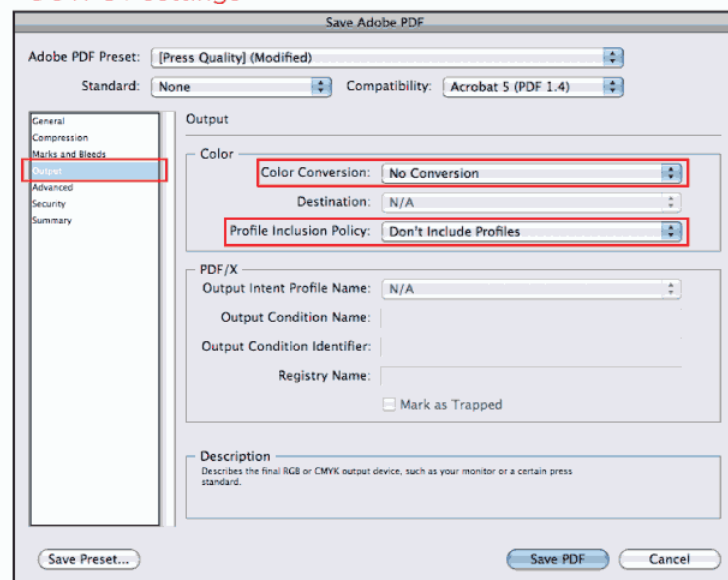 Save Adobe PDF
Adobe PDF Preset: [Press Quality] (Modified)
Standard: None Compatibility: Acrobat 5 (PDF 1.4)
General
Compression
Marks and Bleeds
Output
Advanced
Security
Summary
Output
Color
Color Conversion: No Conversion
Destination: N/A
Profile Inclusion Policy: Don't Include Profiles
PDF/X
Output Intent Profile Name: N/A
Output Condition Name:
Output Condition Identifier:
Registry Name:
Mark as Trapped
Description
Describes the final RGB or CMYK output device, such as your monitor or a certain press
standard.
Save Preset... Save PDF Cancel